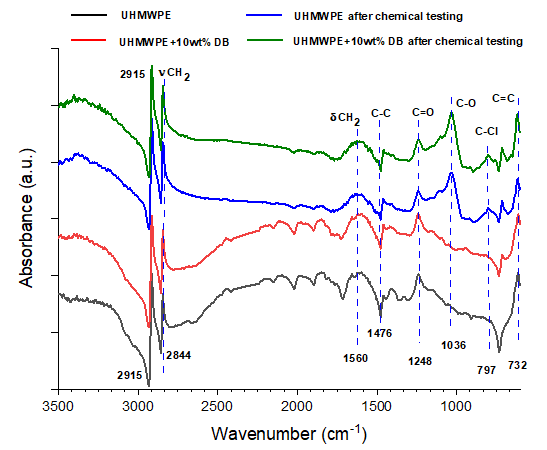 UHMWPE
UHMWPE after chemical testing
UHMWPE+10wt% DB
UHMWPE+10wt% DB after chemical testing
2915
νCH2
δCH2
C-C
C=O
C-O
C-Cl
C=C
Absorbance (a.u.)
2915
2844
1560
1476
1248
1036
797
732
3500 3000 2500 2000 1500 1000
Wavenumber (cm-1)